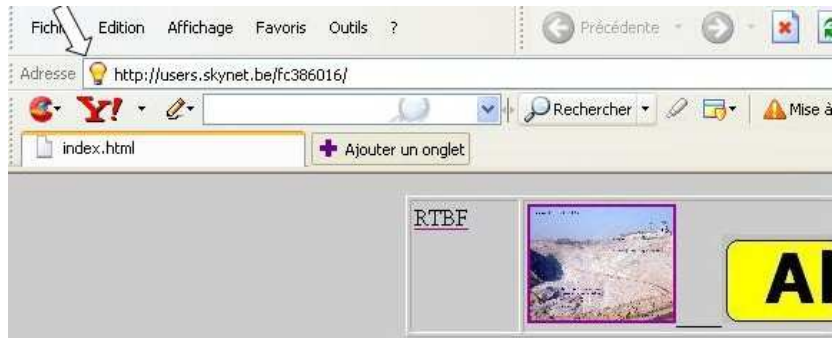 Edition Affichage Favoris Outils ? Précédente
Adresse http://users.skynet.be/fc386016/
Y! Rechercher Mise à
index.html Ajouter un onglet
RTBF